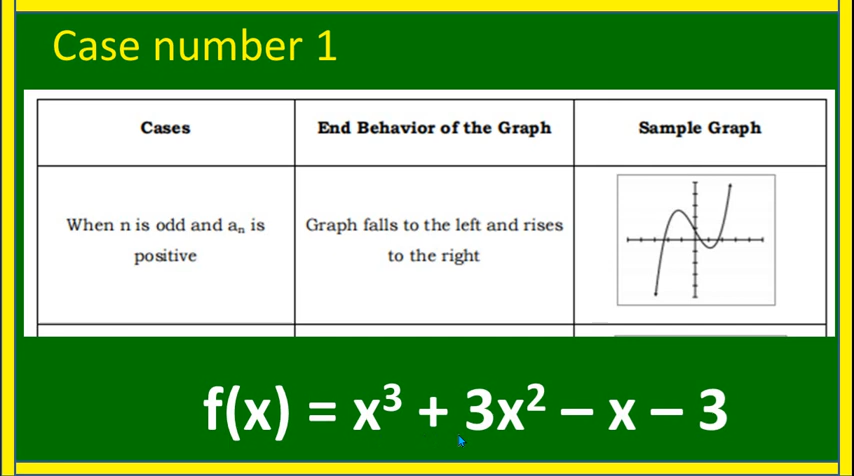 Case number 1
Cases
End Behavior of the Graph
Sample Graph
When n is odd and aₙ is
positive
Graph falls to the left and rises
to the right
f(x) = x³ + 3x² – x – 3